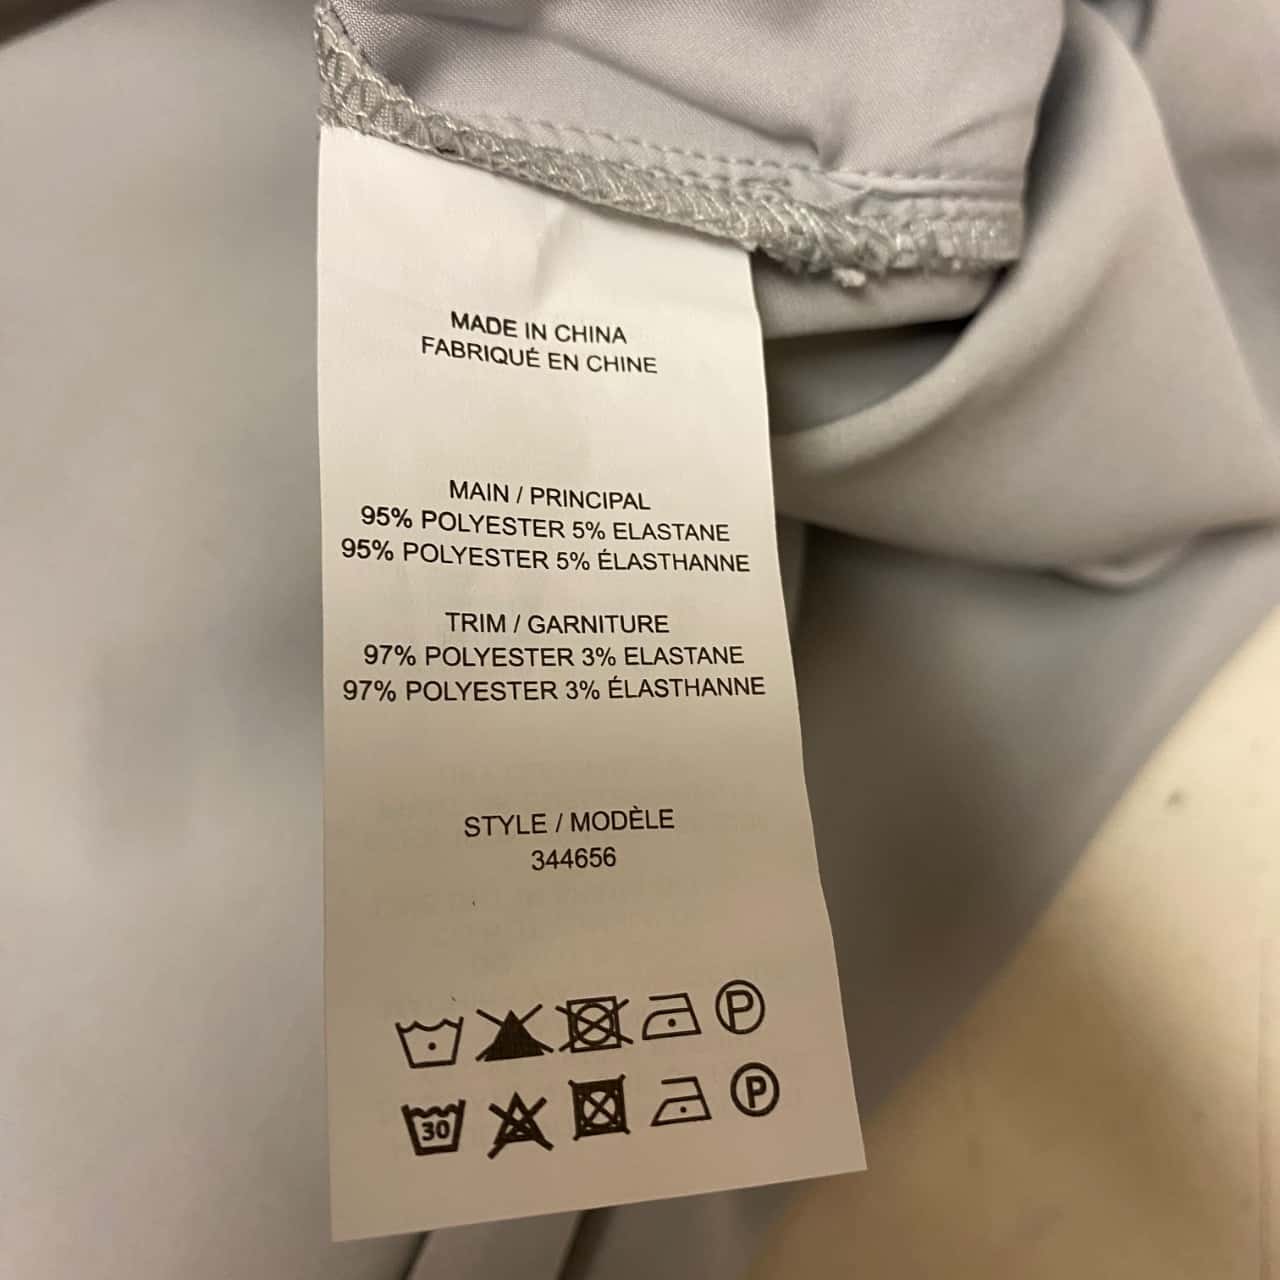 MADE IN CHINA
FABRIQUÉ EN CHINE
MAIN / PRINCIPAL
95% POLYESTER 5% ELASTANE
95% POLYESTER 5% ÉLASTHANNE
TRIM / GARNITURE
97% POLYESTER 3% ELASTANE
97% POLYESTER 3% ÉLASTHANNE
STYLE / MODÈLE
344656
P
30 P